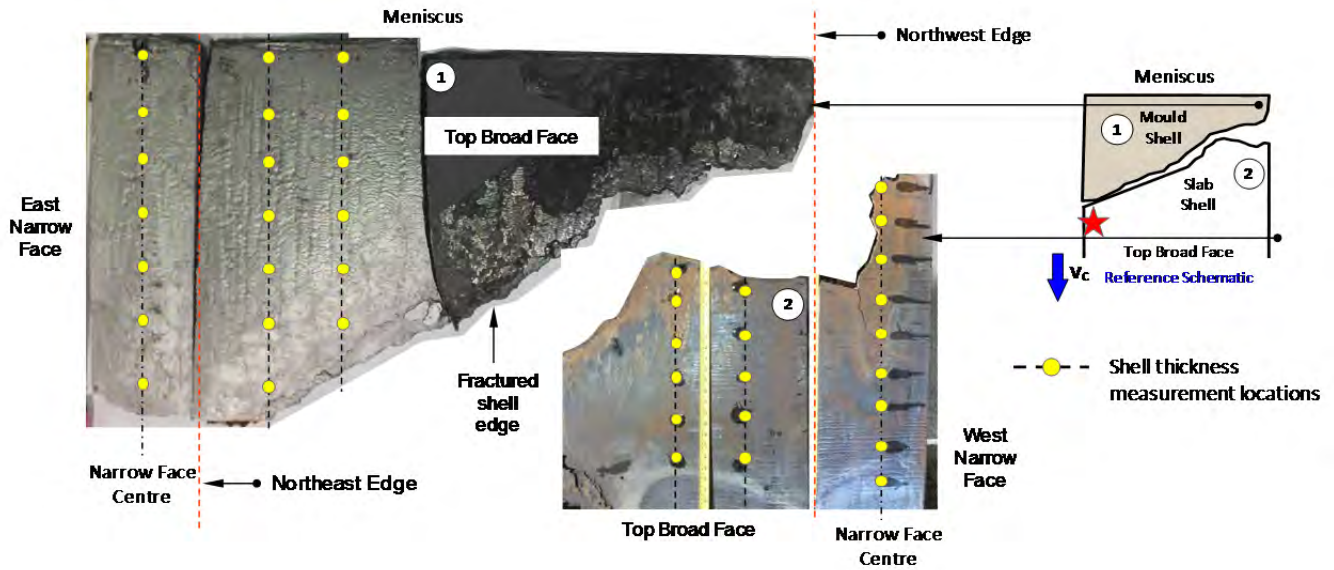 Meniscus
Northwest Edge
1
Top Broad Face
East
Narrow
Face
Meniscus
1
Mould
Shell
2
Slab
Shell
Top Broad Face
Vc
Reference Schematic
2
Fractured
shell
edge
Shell thickness
measurement locations
West
Narrow
Face
Narrow Face
Centre
Northeast Edge
Top Broad Face
Narrow Face
Centre